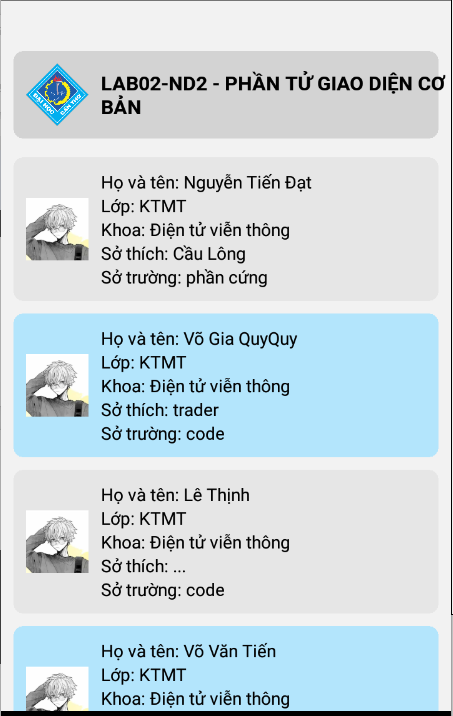 ĐẠI HỌC CẦN THƠ
LAB02-ND2 - PHẦN TỬ GIAO DIỆN CƠ
BẢN
Họ và tên: Nguyễn Tiến Đạt
Lớp: KTMT
Khoa: Điện tử viễn thông
Sở thích: Cầu Lông
Sở trường: phần cứng
Họ và tên: Võ Gia QuyQuy
Lớp: KTMT
Khoa: Điện tử viễn thông
Sở thích: trader
Sở trường: code
Họ và tên: Lê Thịnh
Lớp: KTMT
Khoa: Điện tử viễn thông
Sở thích: ...
Sở trường: code
Họ và tên: Võ Văn Tiến
Lớp: KTMT
Khoa: Điện tử viễn thông